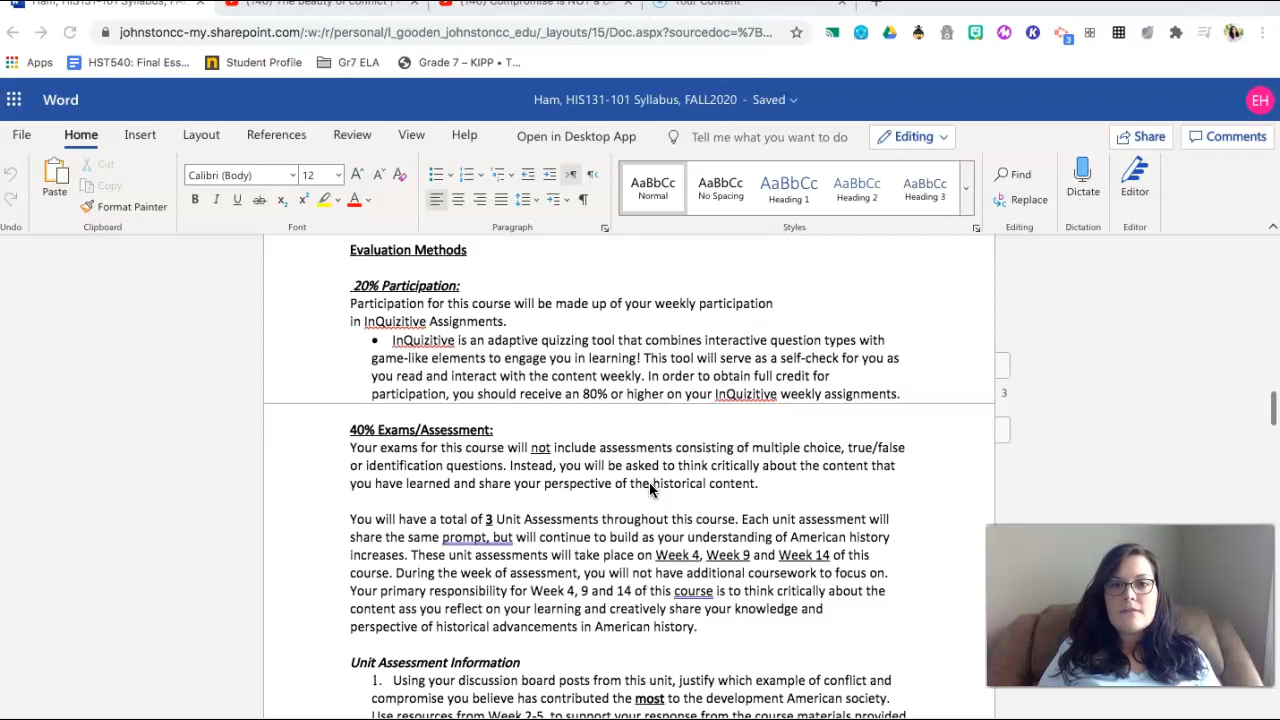 johnstoncc-my.sharepoint.com/:w:/r/personal/l_gooden_johnstoncc_edu/_layouts/15/Doc.aspx?sourcedoc=%7B...
Apps HST540: Final Ess... Student Profile Gr7 ELA Grade 7 – KIPP • T...
Word Ham, HIS131-101 Syllabus, FALL2020 - Saved EH
File Home Insert Layout References Review View Help Open in Desktop App Tell me what you want to do Editing Share Comments
Paste Cut Copy Format Painter
Calibri (Body) 12
AaBbCc AaBbCc AaBbCc AaBbCc AaBbCc
Normal No Spacing Heading 1 Heading 2 Heading 3
Find Replace Dictate Editor
Undo Clipboard Font Paragraph Styles Editing Dictation Editor
Evaluation Methods
20% Participation:
Participation for this course will be made up of your weekly participation
in InQuizitive Assignments.
• InQuizitive is an adaptive quizzing tool that combines interactive question types with
game-like elements to engage you in learning! This tool will serve as a self-check for you as
you read and interact with the content weekly. In order to obtain full credit for
participation, you should receive an 80% or higher on your InQuizitive weekly assignments.
3
40% Exams/Assessment:
Your exams for this course will not include assessments consisting of multiple choice, true/false
or identification questions. Instead, you will be asked to think critically about the content that
you have learned and share your perspective of the historical content.
You will have a total of 3 Unit Assessments throughout this course. Each unit assessment will
share the same prompt, but will continue to build as your understanding of American history
increases. These unit assessments will take place on Week 4, Week 9 and Week 14 of this
course. During the week of assessment, you will not have additional coursework to focus on.
Your primary responsibility for Week 4, 9 and 14 of this course is to think critically about the
content ass you reflect on your learning and creatively share your knowledge and
perspective of historical advancements in American history.
Unit Assessment Information
1. Using your discussion board posts from this unit, justify which example of conflict and
compromise you believe has contributed the most to the development American society.
Use resources from Week 2-5, to support your response from the course materials provided